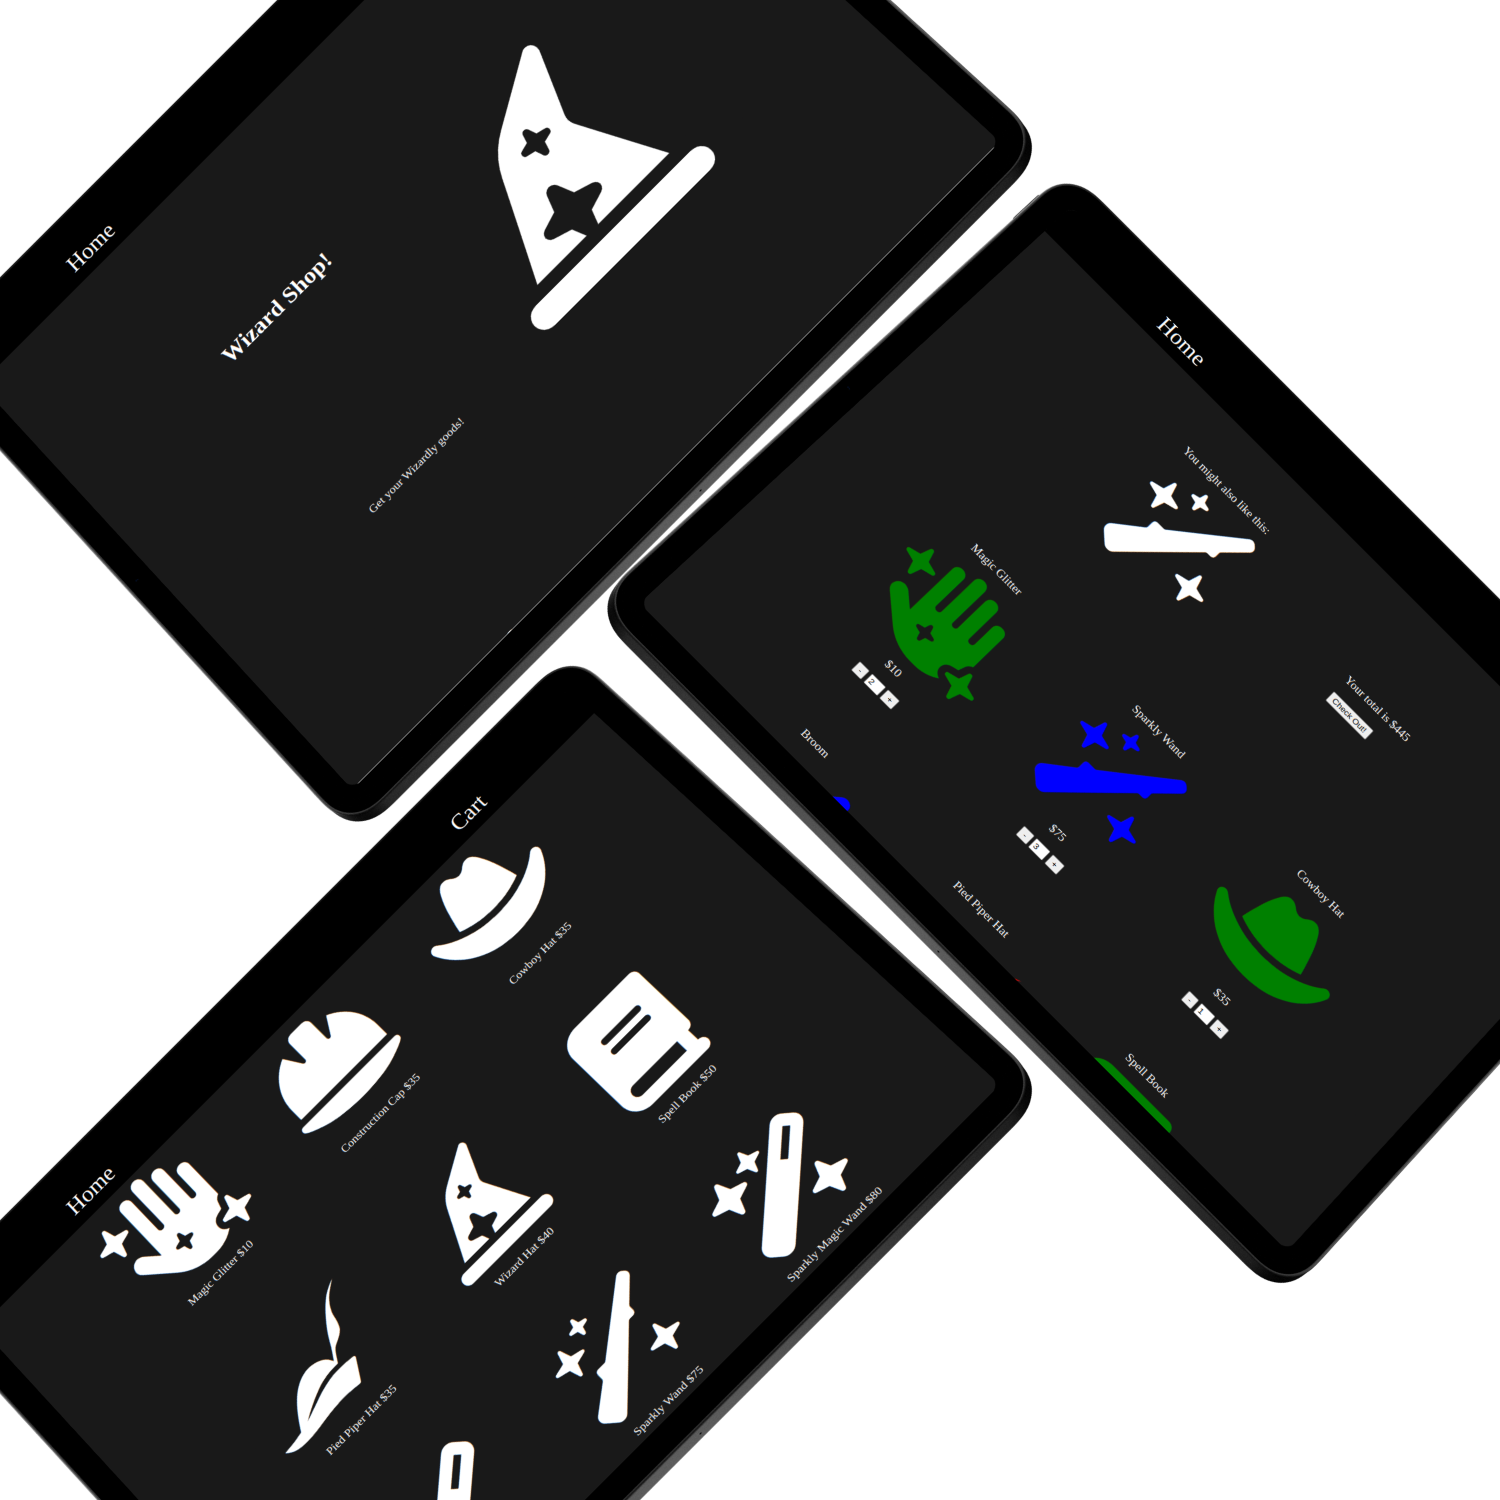 Home
Wizard Shop!
Get your Wizardly goods!
Home
You might also like this:
Magic Glitter
$10
- 2 +
Sparkly Wand
$75
- 3 +
Cowboy Hat
$35
- 1 +
Broom
Pied Piper Hat
Spell Book
Your total is $445
Check Out!
Home
Cart
Magic Glitter $10
Construction Cap $35
Cowboy Hat $35
Pied Piper Hat $35
Wizard Hat $40
Spell Book $50
Sparkly Wand $75
Sparkly Magic Wand $80